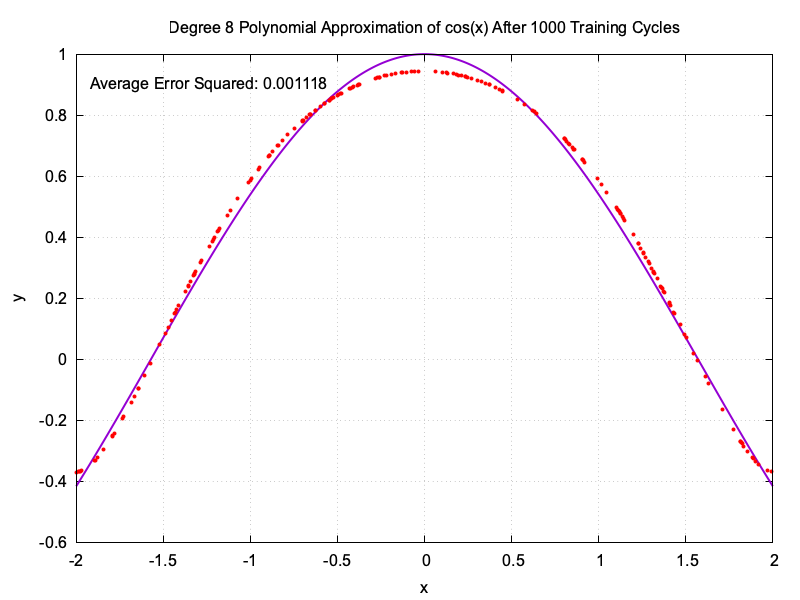 Degree 8 Polynomial Approximation of cos(x) After 1000 Training Cycles
1
Average Error Squared: 0.001118
0.8
0.6
0.4
y
0.2
0
-0.2
-0.4
-0.6
-2 -1.5 -1 -0.5 0 0.5 1 1.5 2
x